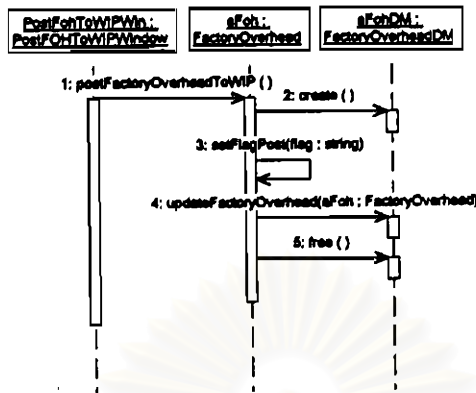 PostFohToWIPWin :
PostFOHToWIPWindow
aFoh :
FactoryOverhead
aFohDM :
FactoryOverheadDM
1: postFactoryOverheadToWIP ( )
2: create ( )
3: setFlagPost(flag : string)
4: updateFactoryOverhead(aFoh : FactoryOverhead)
5: free ( )